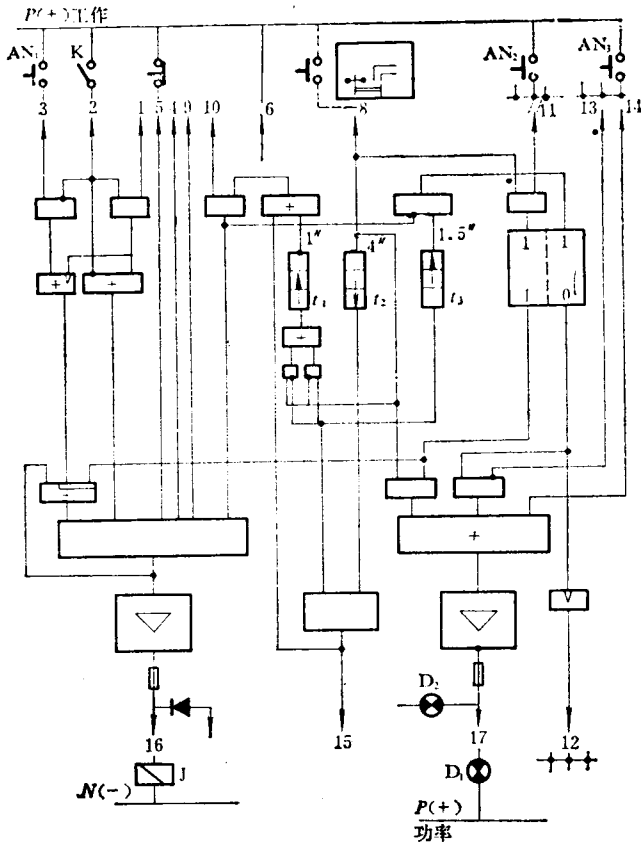 P(+)工作
AN₁ K AN₂ AN₃
3 2 1 5 4 9 10 6 8 11 13 14
+ 1″ 4″ 1.5″ 1 1
+ + t₁ t₂ t₃ 1 0
+
+
D₂
16 15 17 12
J D₁
N(-) P(+)
功率